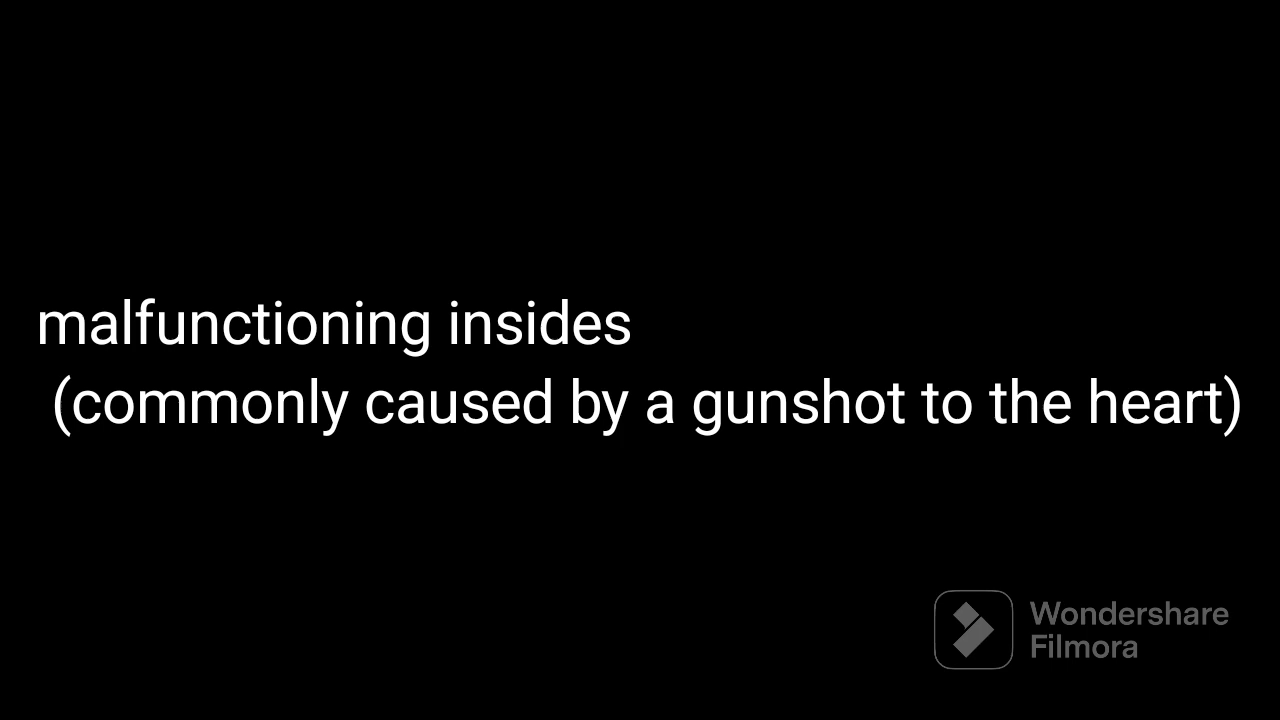 malfunctioning insides
(commonly caused by a gunshot to the heart)
Wondershare
Filmora